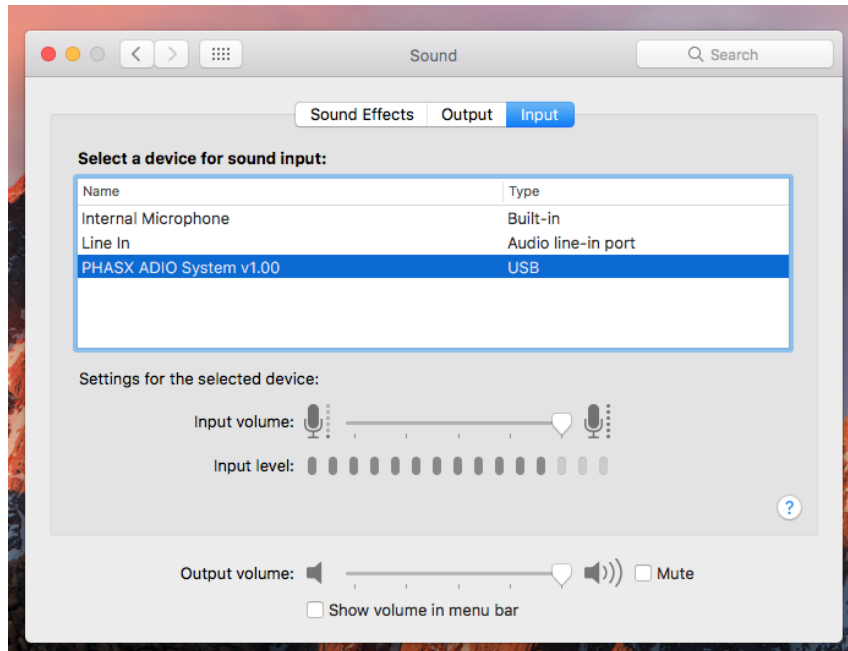 Sound
Search
Sound Effects Output Input
Select a device for sound input:
Name Type
Internal Microphone Built-in
Line In Audio line-in port
PHASX ADIO System v1.00 USB
Settings for the selected device:
Input volume:
Input level:
?
Output volume: Mute
Show volume in menu bar